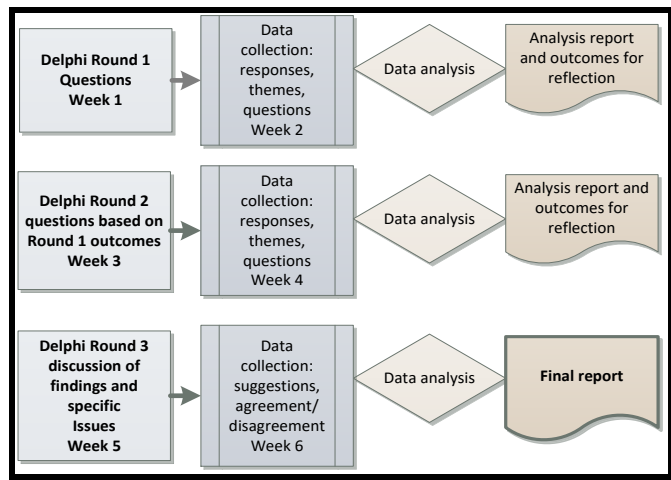 Delphi Round 1
Questions
Week 1
Data
collection:
responses,
themes,
questions
Week 2
Data analysis
Analysis report
and outcomes for
reflection
Delphi Round 2
questions based on
Round 1 outcomes
Week 3
Data
collection:
responses,
themes,
questions
Week 4
Data analysis
Analysis report and
outcomes for
reflection
Delphi Round 3
discussion of
findings and
specific
Issues
Week 5
Data
collection:
suggestions,
agreement/
disagreement
Week 6
Data analysis
Final report